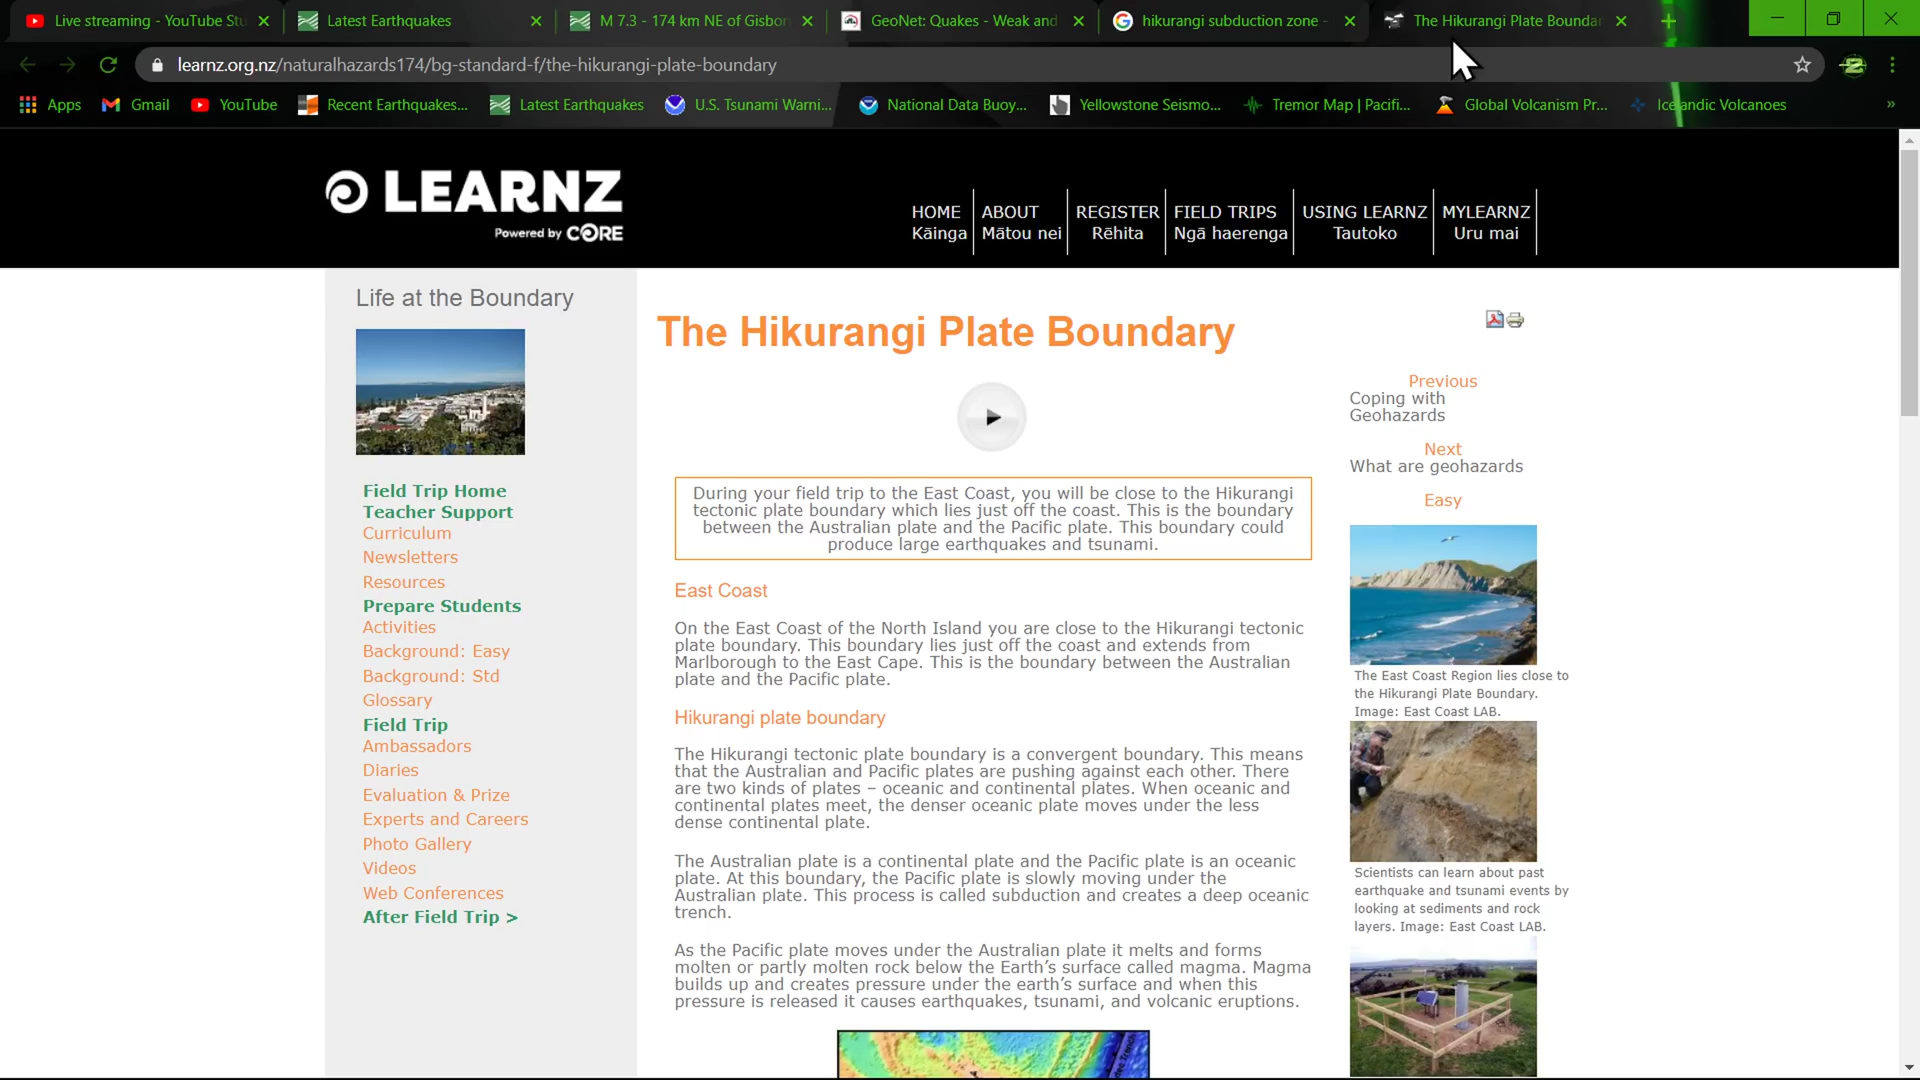 Live streaming - YouTube Stu
Latest Earthquakes
M 7.3 - 174 km NE of Gisbor
GeoNet: Quakes - Weak and
hikurangi subduction zone -
The Hikurangi Plate Boundar
learnz.org.nz/naturalhazards174/bg-standard-f/the-hikurangi-plate-boundary
Apps
Gmail
YouTube
Recent Earthquakes...
Latest Earthquakes
U.S. Tsunami Warni...
National Data Buoy...
Yellowstone Seismo...
Tremor Map | Pacifi...
Global Volcanism Pr...
Icelandic Volcanoes
»
LEARNZ
Powered by CORE
HOME
Kāinga
ABOUT
Mātou nei
REGISTER
Rēhita
FIELD TRIPS
Ngā haerenga
USING LEARNZ
Tautoko
MYLEARNZ
Uru mai
Life at the Boundary
Field Trip Home
Teacher Support
Curriculum
Newsletters
Resources
Prepare Students
Activities
Background: Easy
Background: Std
Glossary
Field Trip
Ambassadors
Diaries
Evaluation & Prize
Experts and Careers
Photo Gallery
Videos
Web Conferences
After Field Trip >
The Hikurangi Plate Boundary
During your field trip to the East Coast, you will be close to the Hikurangi
tectonic plate boundary which lies just off the coast. This is the boundary
between the Australian plate and the Pacific plate. This boundary could
produce large earthquakes and tsunami.
East Coast
On the East Coast of the North Island you are close to the Hikurangi tectonic
plate boundary. This boundary lies just off the coast and extends from
Marlborough to the East Cape. This is the boundary between the Australian
plate and the Pacific plate.
Hikurangi plate boundary
The Hikurangi tectonic plate boundary is a convergent boundary. This means
that the Australian and Pacific plates are pushing against each other. There
are two kinds of plates – oceanic and continental plates. When oceanic and
continental plates meet, the denser oceanic plate moves under the less
dense continental plate.
The Australian plate is a continental plate and the Pacific plate is an oceanic
plate. At this boundary, the Pacific plate is slowly moving under the
Australian plate. This process is called subduction and creates a deep oceanic
trench.
As the Pacific plate moves under the Australian plate it melts and forms
molten or partly molten rock below the Earth’s surface called magma. Magma
builds up and creates pressure under the earth’s surface and when this
pressure is released it causes earthquakes, tsunami, and volcanic eruptions.
Previous
Coping with
Geohazards
Next
What are geohazards
Easy
The East Coast Region lies close to
the Hikurangi Plate Boundary.
Image: East Coast LAB.
Scientists can learn about past
earthquake and tsunami events by
looking at sediments and rock
layers. Image: East Coast LAB.